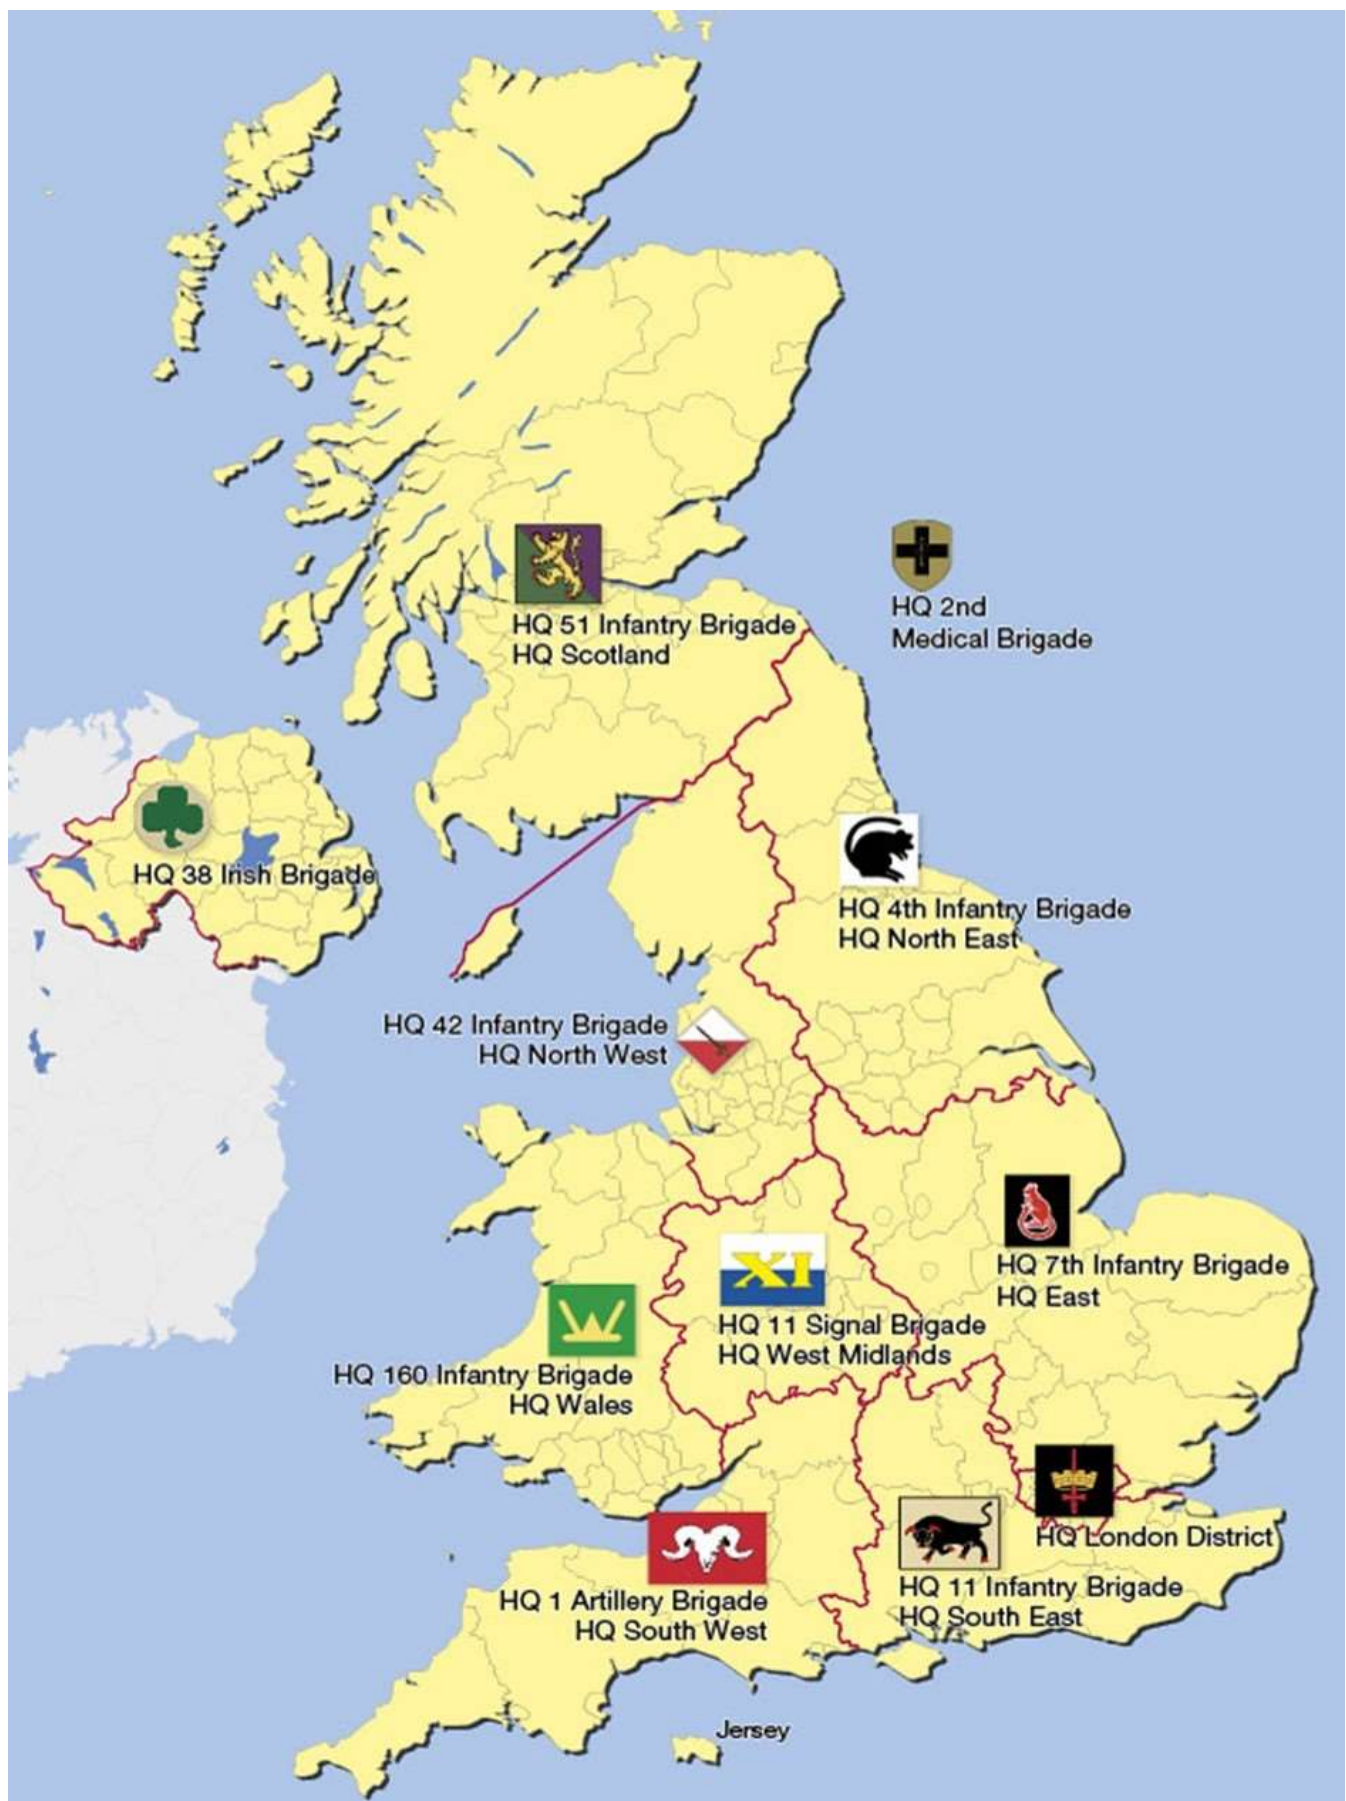 HQ 51 Infantry Brigade
HQ Scotland
HQ 2nd
Medical Brigade
HQ 38 Irish Brigade
HQ 4th Infantry Brigade
HQ North East
HQ 42 Infantry Brigade
HQ North West
HQ 7th Infantry Brigade
HQ East
XI
HQ 11 Signal Brigade
HQ West Midlands
HQ 160 Infantry Brigade
HQ Wales
HQ London District
HQ 1 Artillery Brigade
HQ South West
HQ 11 Infantry Brigade
HQ South East
Jersey